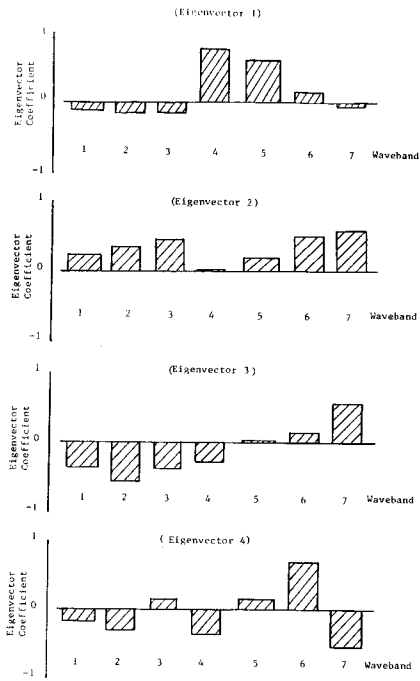 (Eigenvector 1)
1
Eigenvector
Coefficient
0
-1
1 2 3 4 5 6 7 Waveband
(Eigenvector 2)
1
Eigenvector
Coefficient
0
-1
1 2 3 4 5 6 7 Waveband
(Eigenvector 3)
1
Eigenvector
Coefficient
0
-1
1 2 3 4 5 6 7 Waveband
( Eigenvector 4)
1
Eigenvector
Coefficient
0
-1
1 2 3 4 5 6 7 Waveband